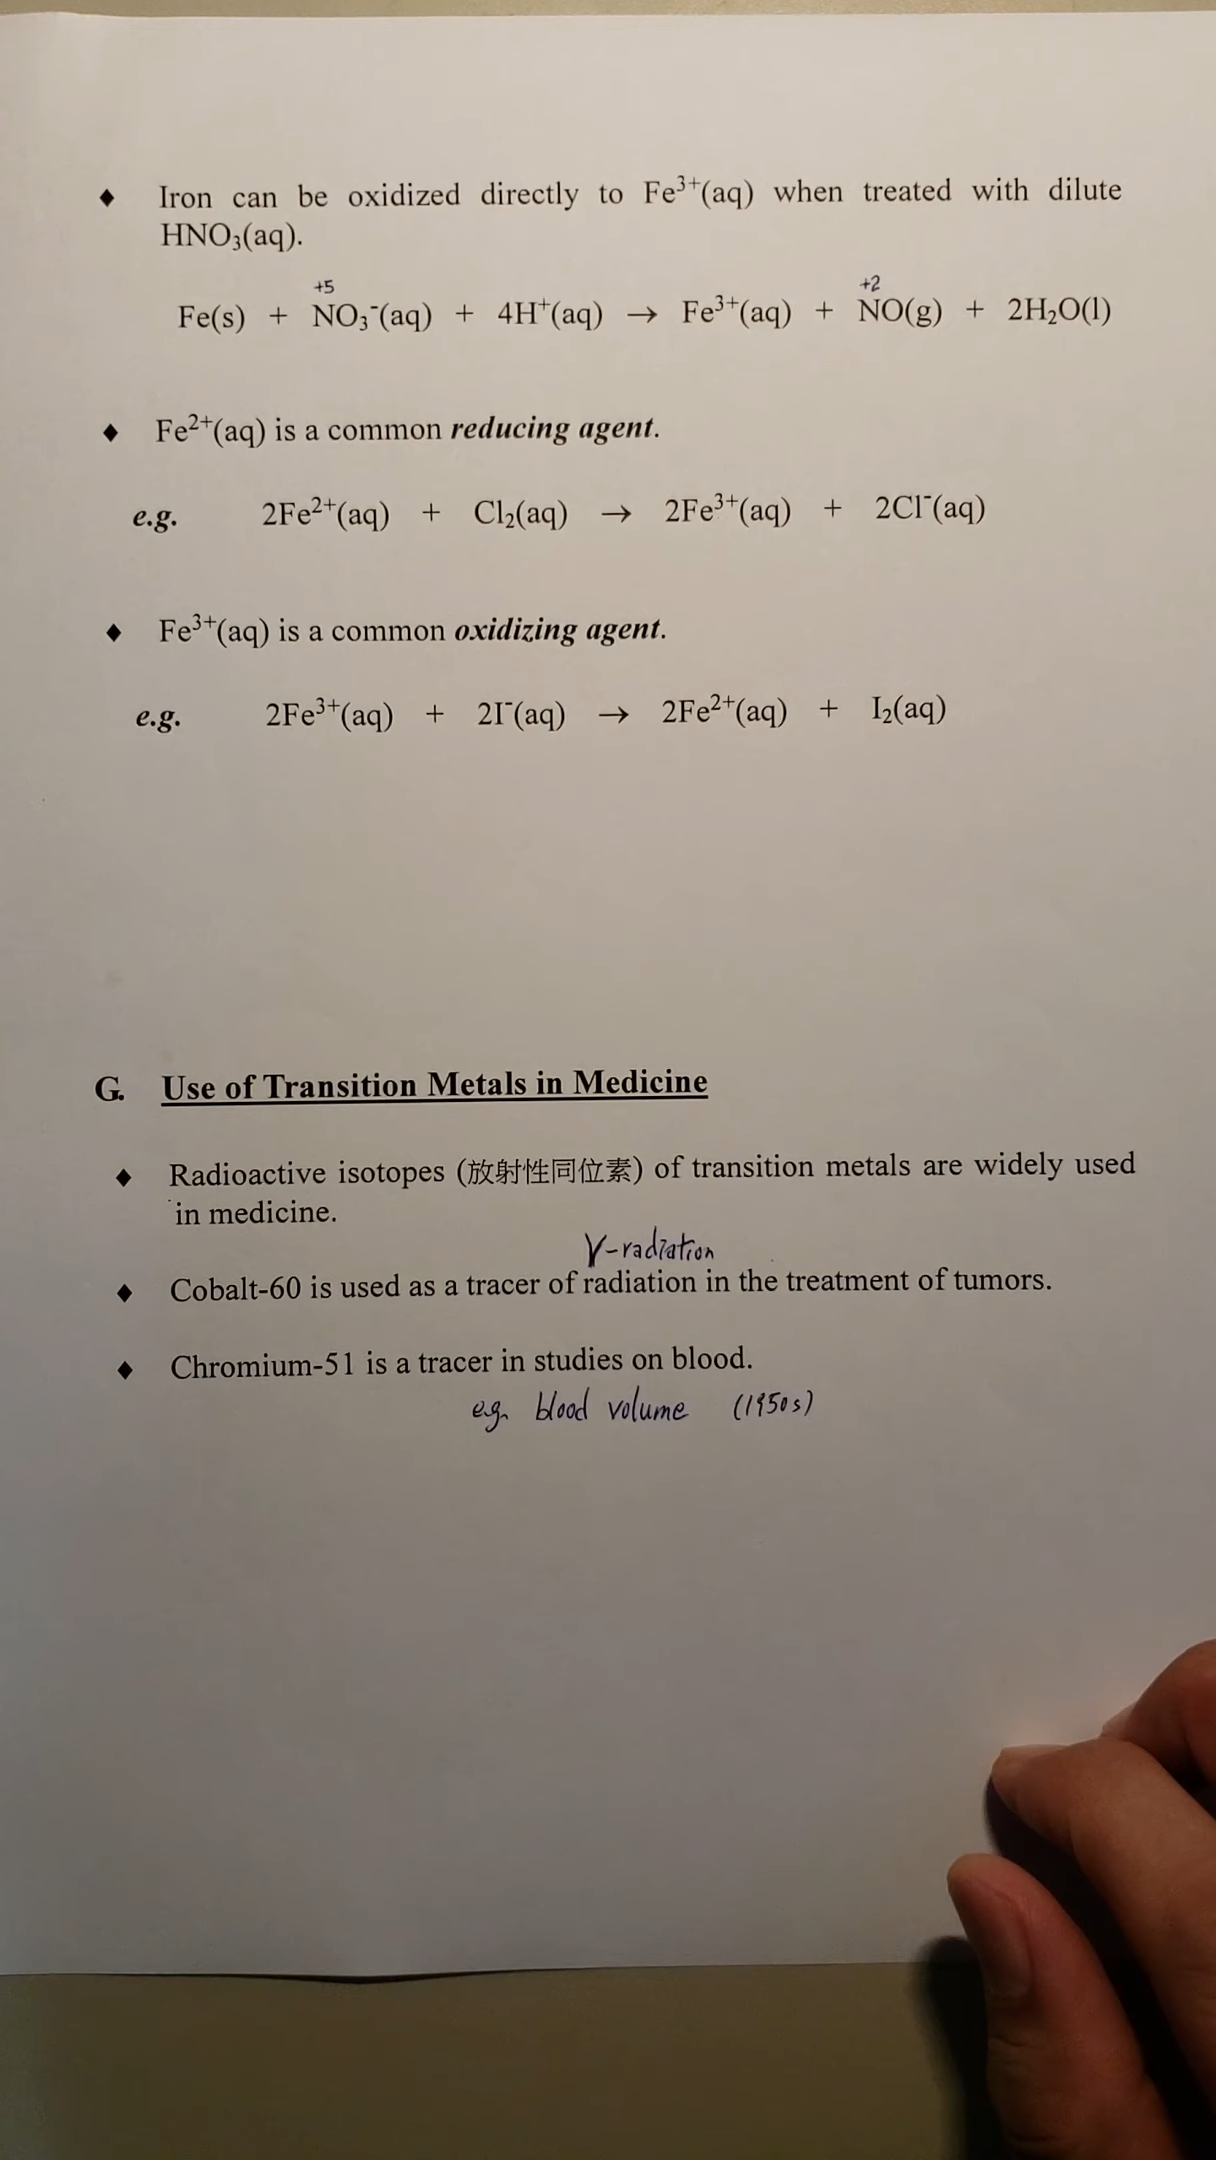 ♦ Iron can be oxidized directly to Fe³⁺(aq) when treated with dilute
HNO₃(aq).
+5 +2
Fe(s) + NO₃⁻(aq) + 4H⁺(aq) → Fe³⁺(aq) + NO(g) + 2H₂O(l)
♦ Fe²⁺(aq) is a common reducing agent.
e.g. 2Fe²⁺(aq) + Cl₂(aq) → 2Fe³⁺(aq) + 2Cl⁻(aq)
♦ Fe³⁺(aq) is a common oxidizing agent.
e.g. 2Fe³⁺(aq) + 2I⁻(aq) → 2Fe²⁺(aq) + I₂(aq)
G. Use of Transition Metals in Medicine
♦ Radioactive isotopes (放射性同位素) of transition metals are widely used
in medicine.
γ-radiation
♦ Cobalt-60 is used as a tracer of radiation in the treatment of tumors.
♦ Chromium-51 is a tracer in studies on blood.
e.g. blood volume (1950s)